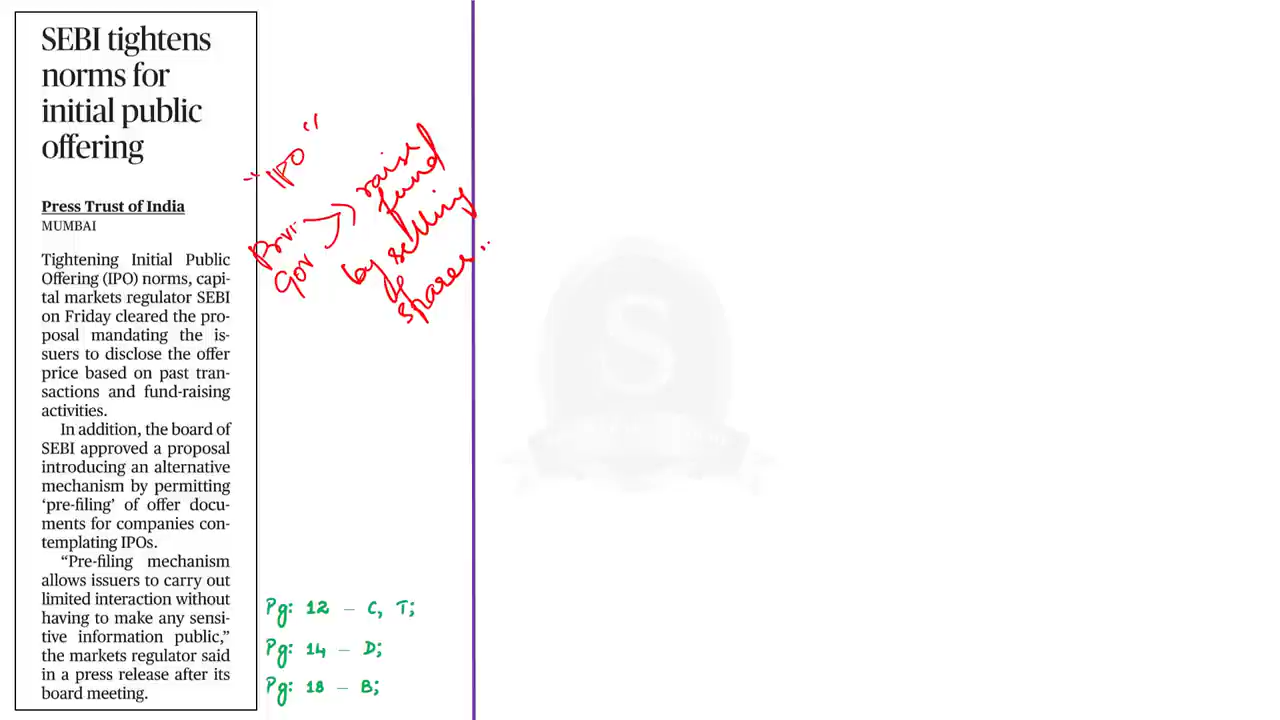 SEBI tightens
norms for
initial public
offering
Press Trust of India
MUMBAI
Tightening Initial Public
Offering (IPO) norms, capi-
tal markets regulator SEBI
on Friday cleared the pro-
posal mandating the is-
suers to disclose the offer
price based on past tran-
sactions and fund-raising
activities.
In addition, the board of
SEBI approved a proposal
introducing an alternative
mechanism by permitting
‘pre-filing’ of offer docu-
ments for companies con-
templating IPOs.
“Pre-filing mechanism
allows issuers to carry out
limited interaction without
having to make any sensi-
tive information public,”
the markets regulator said
in a press release after its
board meeting.
"IPO"
Gov
raise
fund
by selling
of
shares..
Pg: 12 – C, T;
Pg: 14 – D;
Pg: 18 – B;
S